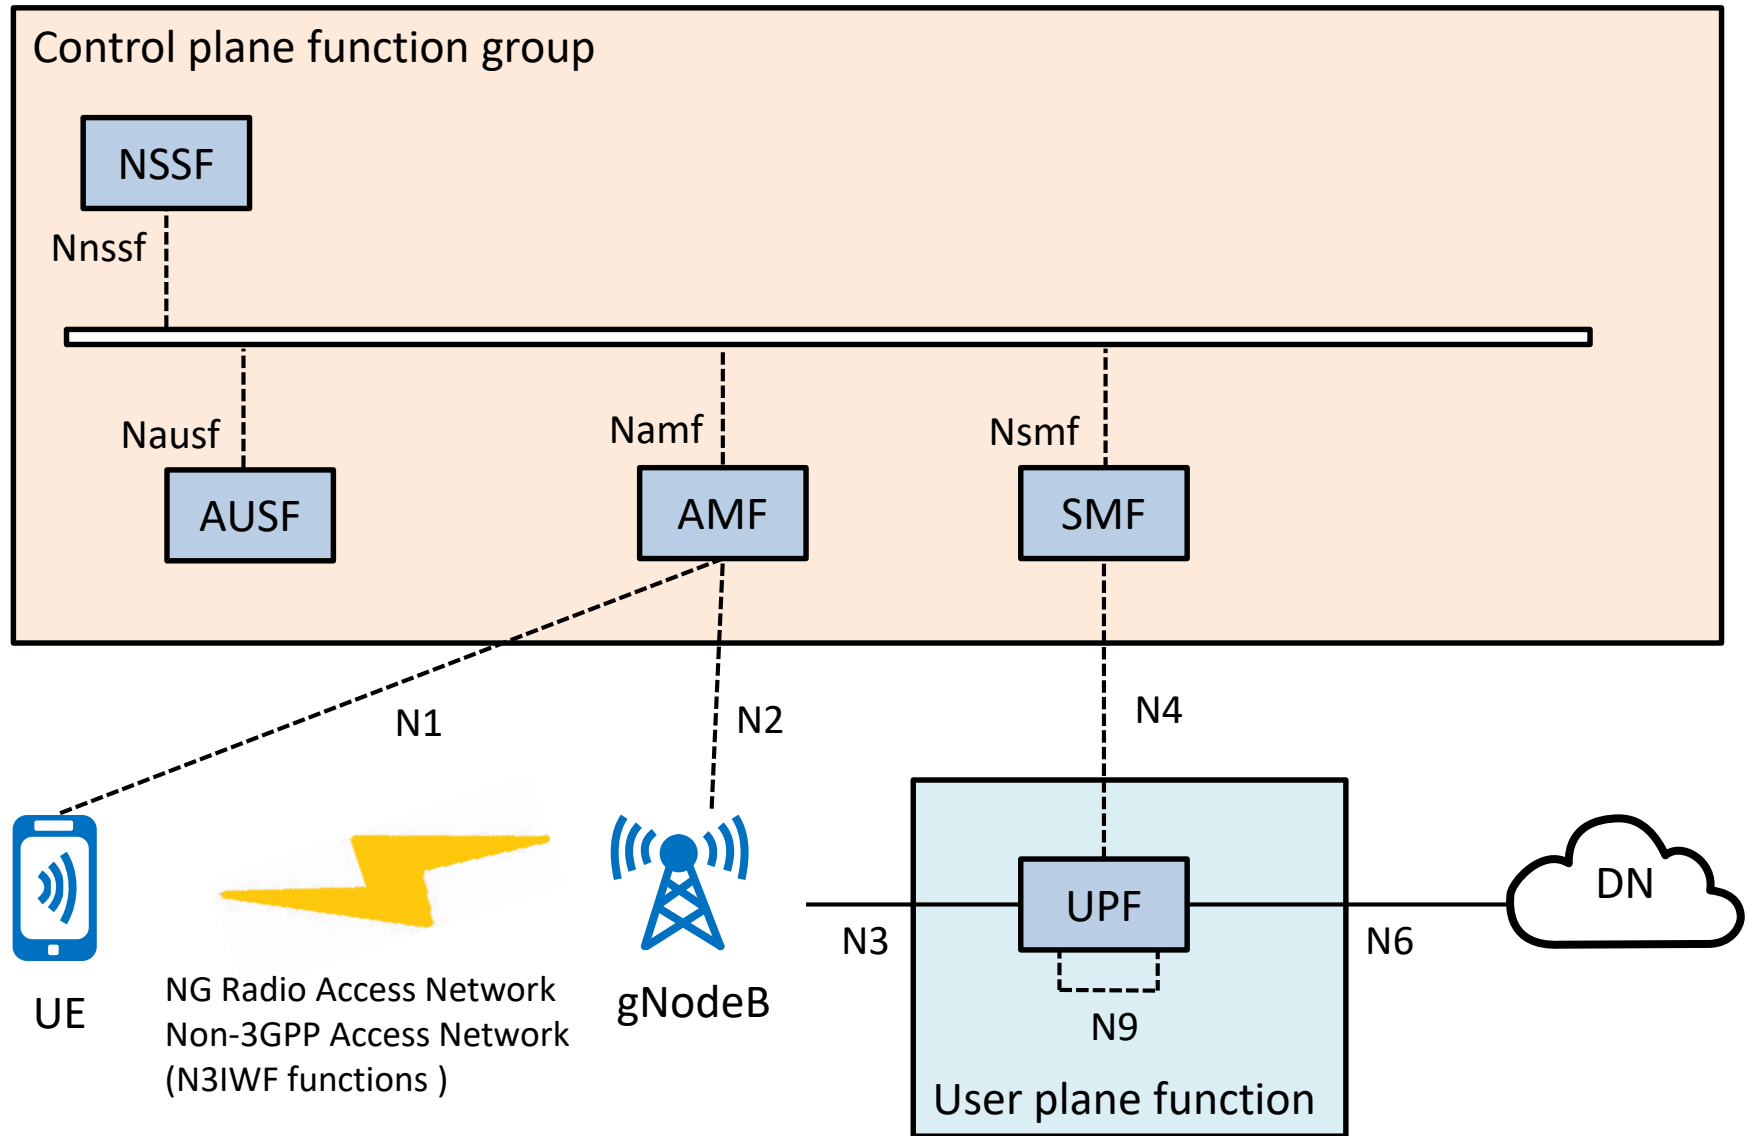 Control plane function group
NSSF
Nnssf
Nausf
Namf
Nsmf
AUSF
AMF
SMF
N1
N2
N4
UPF
DN
N3
N6
NG Radio Access Network
Non-3GPP Access Network
(N3IWF functions )
UE
gNodeB
N9
User plane function